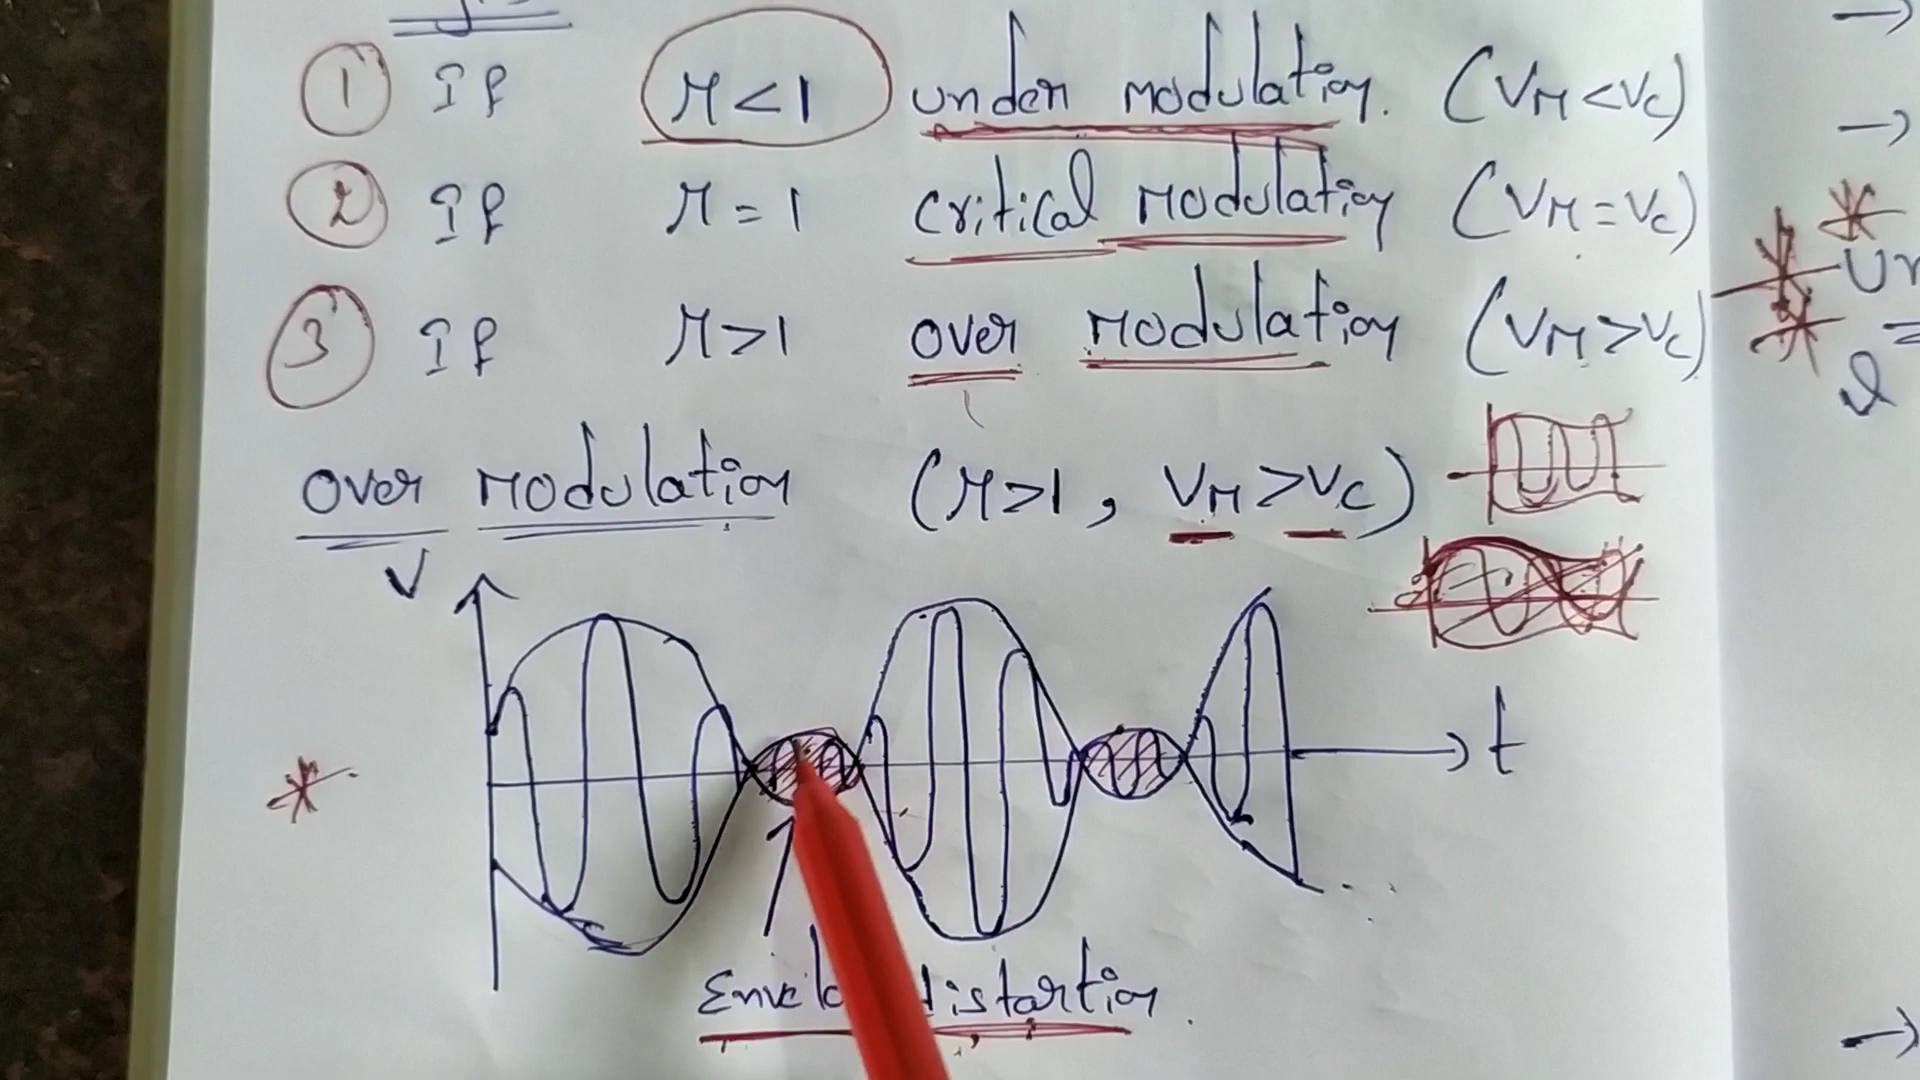 1 If M<1 under modulation. (VM<VC)
2 If M=1 critical modulation (VM=VC)
3 If M>1 over modulation (VM>VC)
over modulation (M>1, VM>VC)
V
t
distartion.